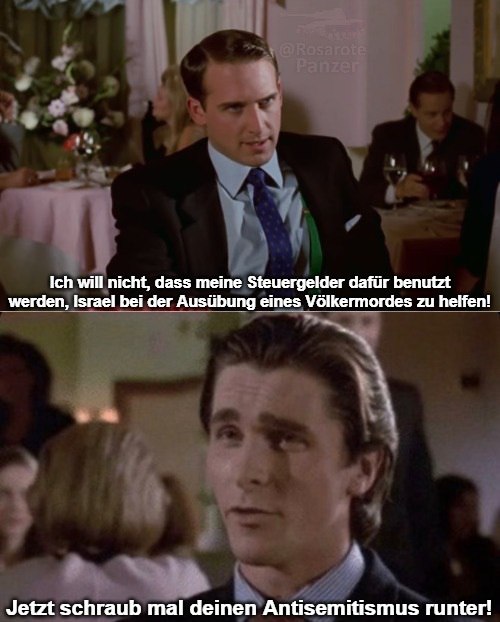 @Rosarote
Panzer
Ich will nicht, dass meine Steuergelder dafür benutzt
werden, Israel bei der Ausübung eines Völkermordes zu helfen!
Jetzt schraub mal deinen Antisemitismus runter!